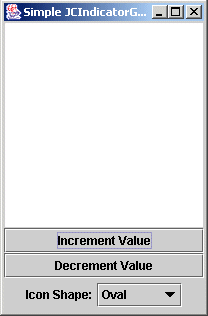 Simple JCIndicatorG...
Increment Value
Decrement Value
Icon Shape: Oval